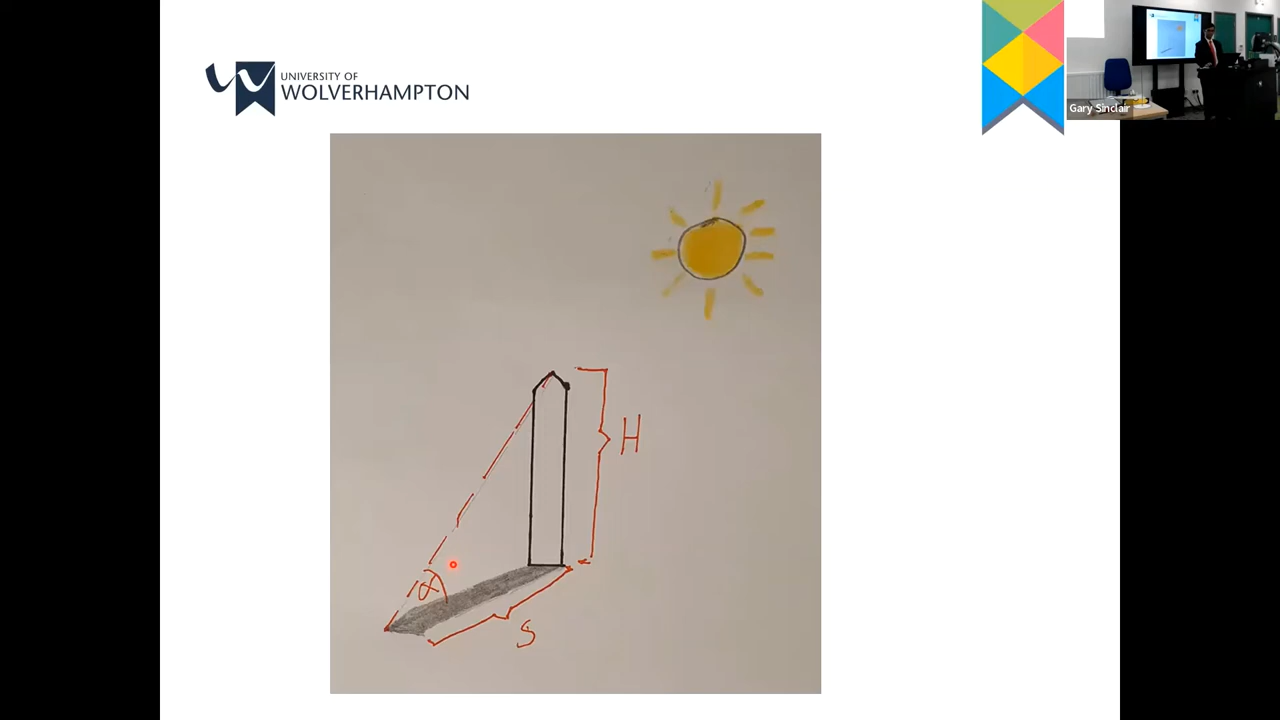 UNIVERSITY OF
WOLVERHAMPTON
Gary Sinclair
H
α
S